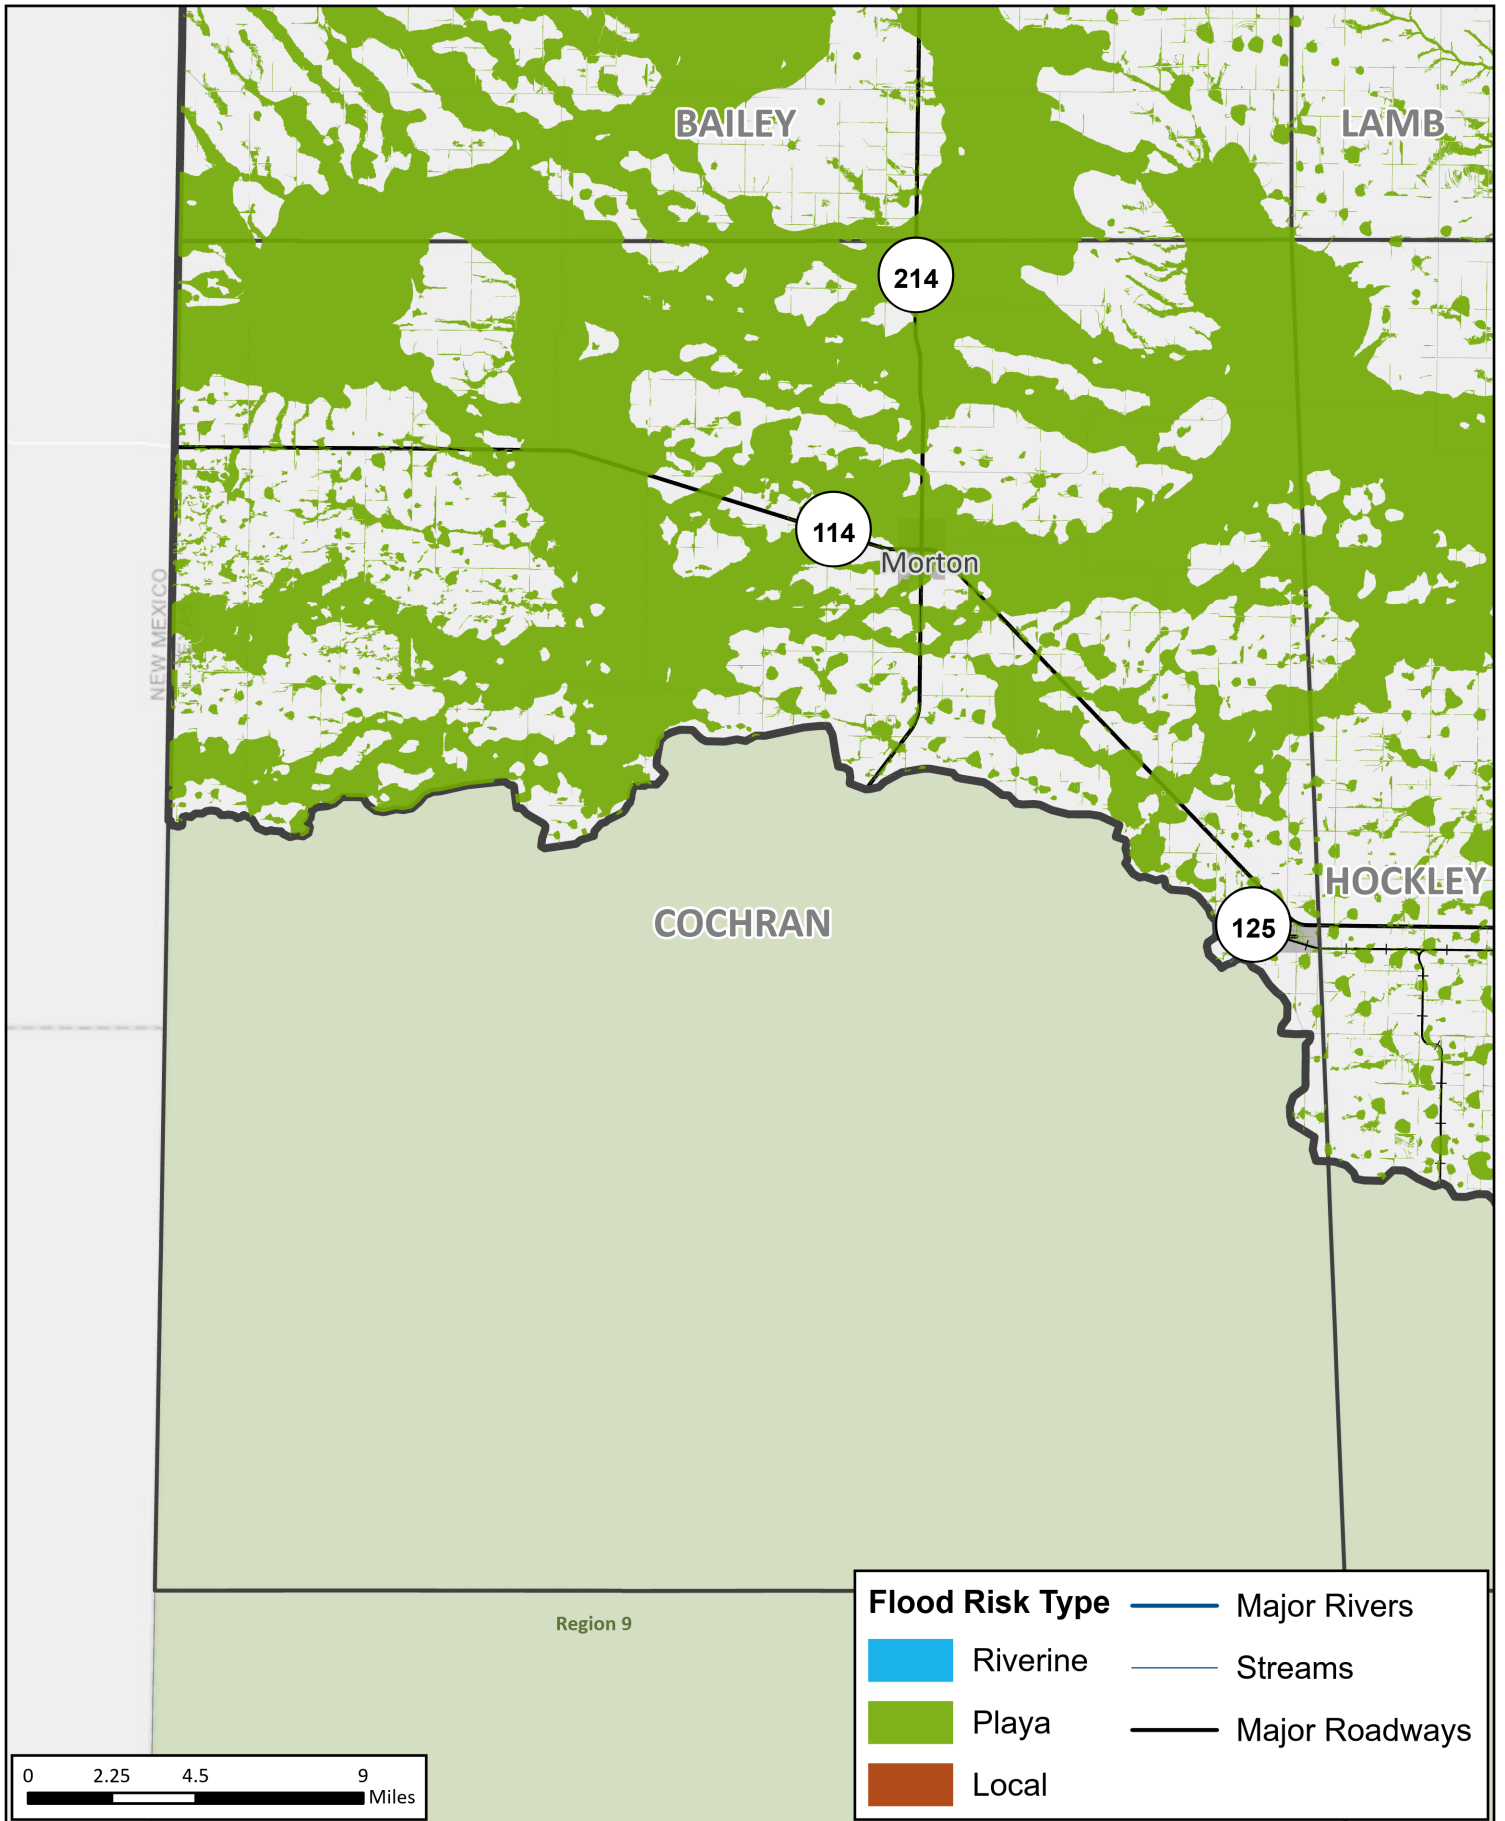 BAILEY
LAMB
214
114
Morton
NEW MEXICO
TEXAS
HOCKLEY
COCHRAN
125
Region 9
Flood Risk Type
Riverine
Playa
Local
Major Rivers
Streams
Major Roadways
0 2.25 4.5 9
Miles